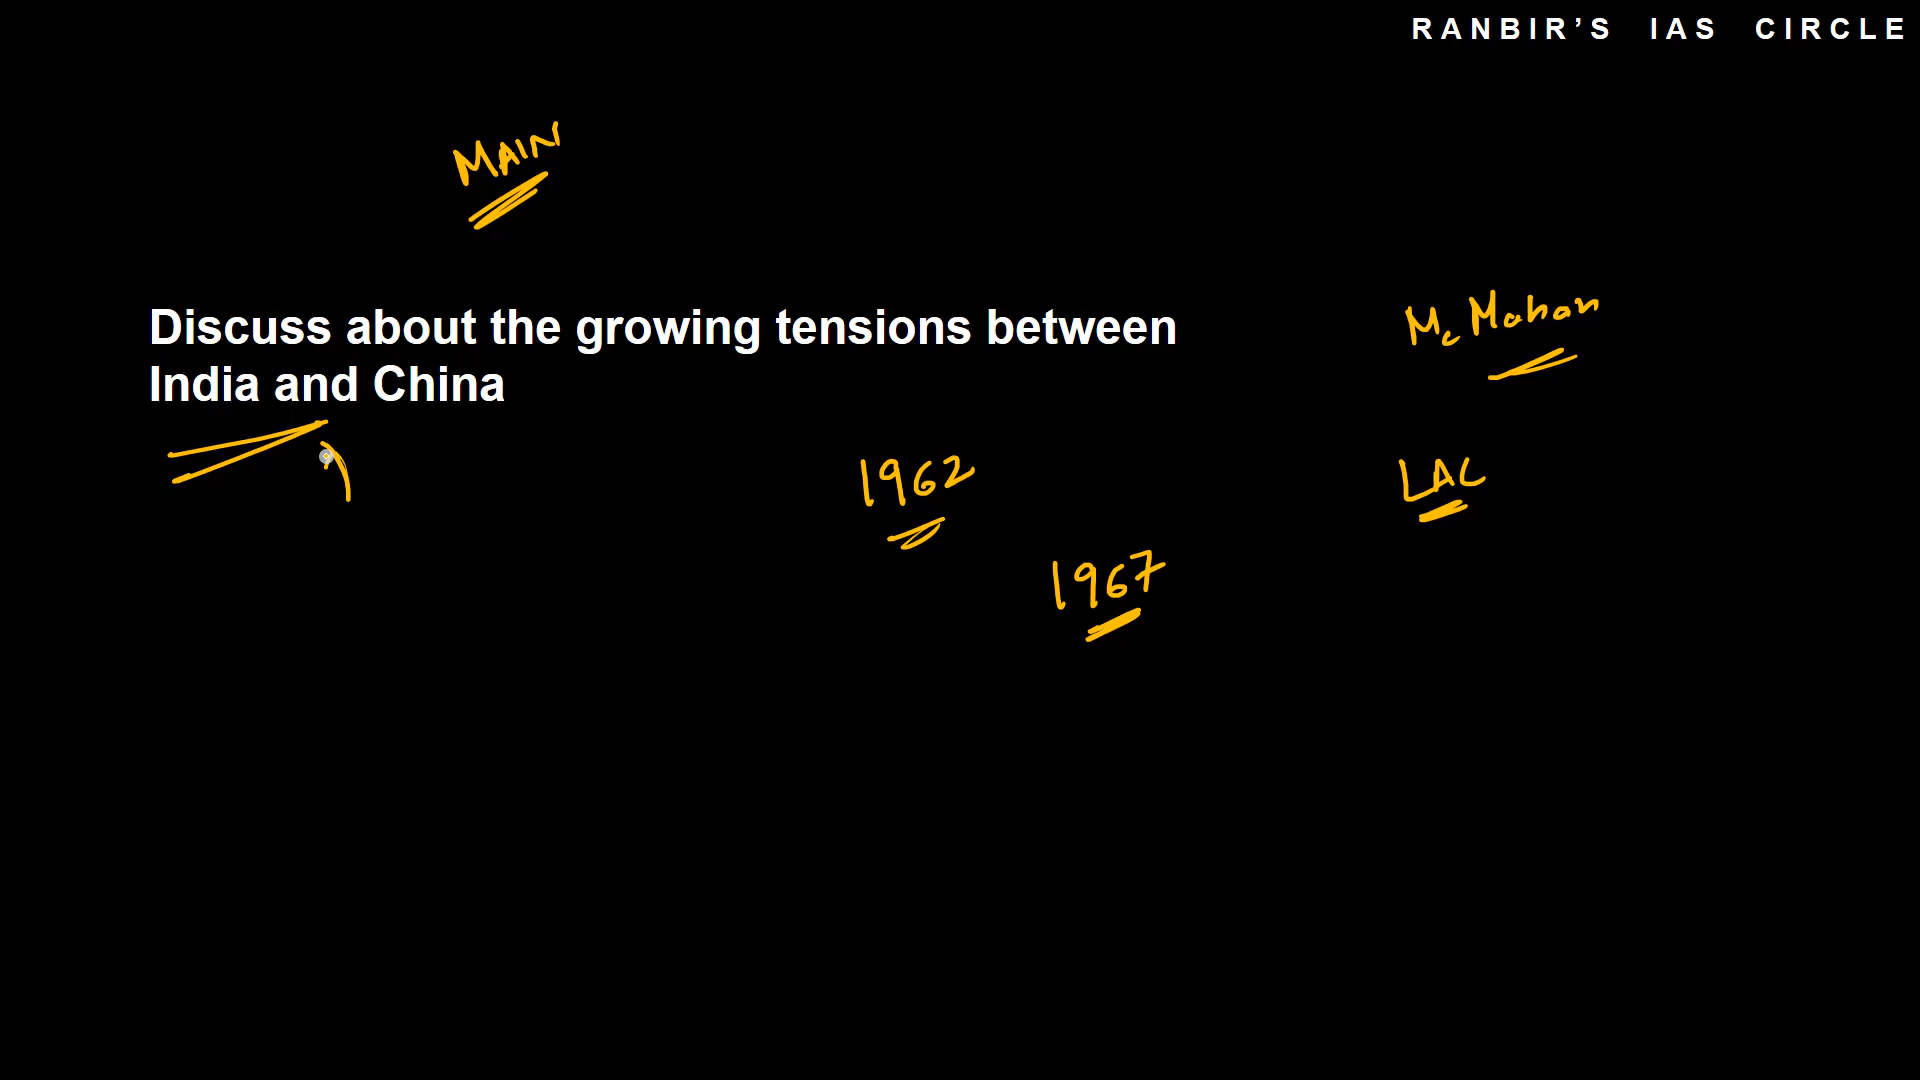 RANBIR’S IAS CIRCLE
MAIN
Discuss about the growing tensions between
India and China
Mc Mahon
LAC
1962
1967